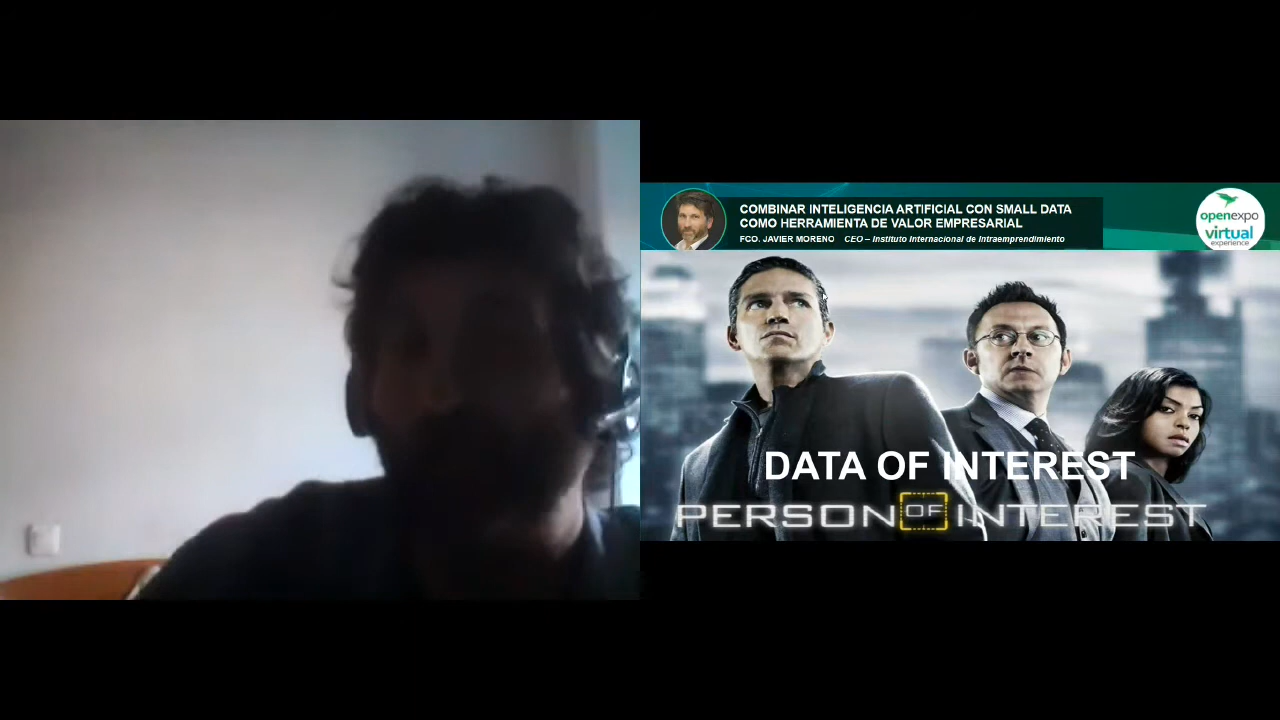 COMBINAR INTELIGENCIA ARTIFICIAL CON SMALL DATA
COMO HERRAMIENTA DE VALOR EMPRESARIAL
FCO. JAVIER MORENO CEO – Instituto Internacional de Intraemprendimiento
openexpo
virtual
experience
DATA OF INTEREST
PERSON OF INTEREST